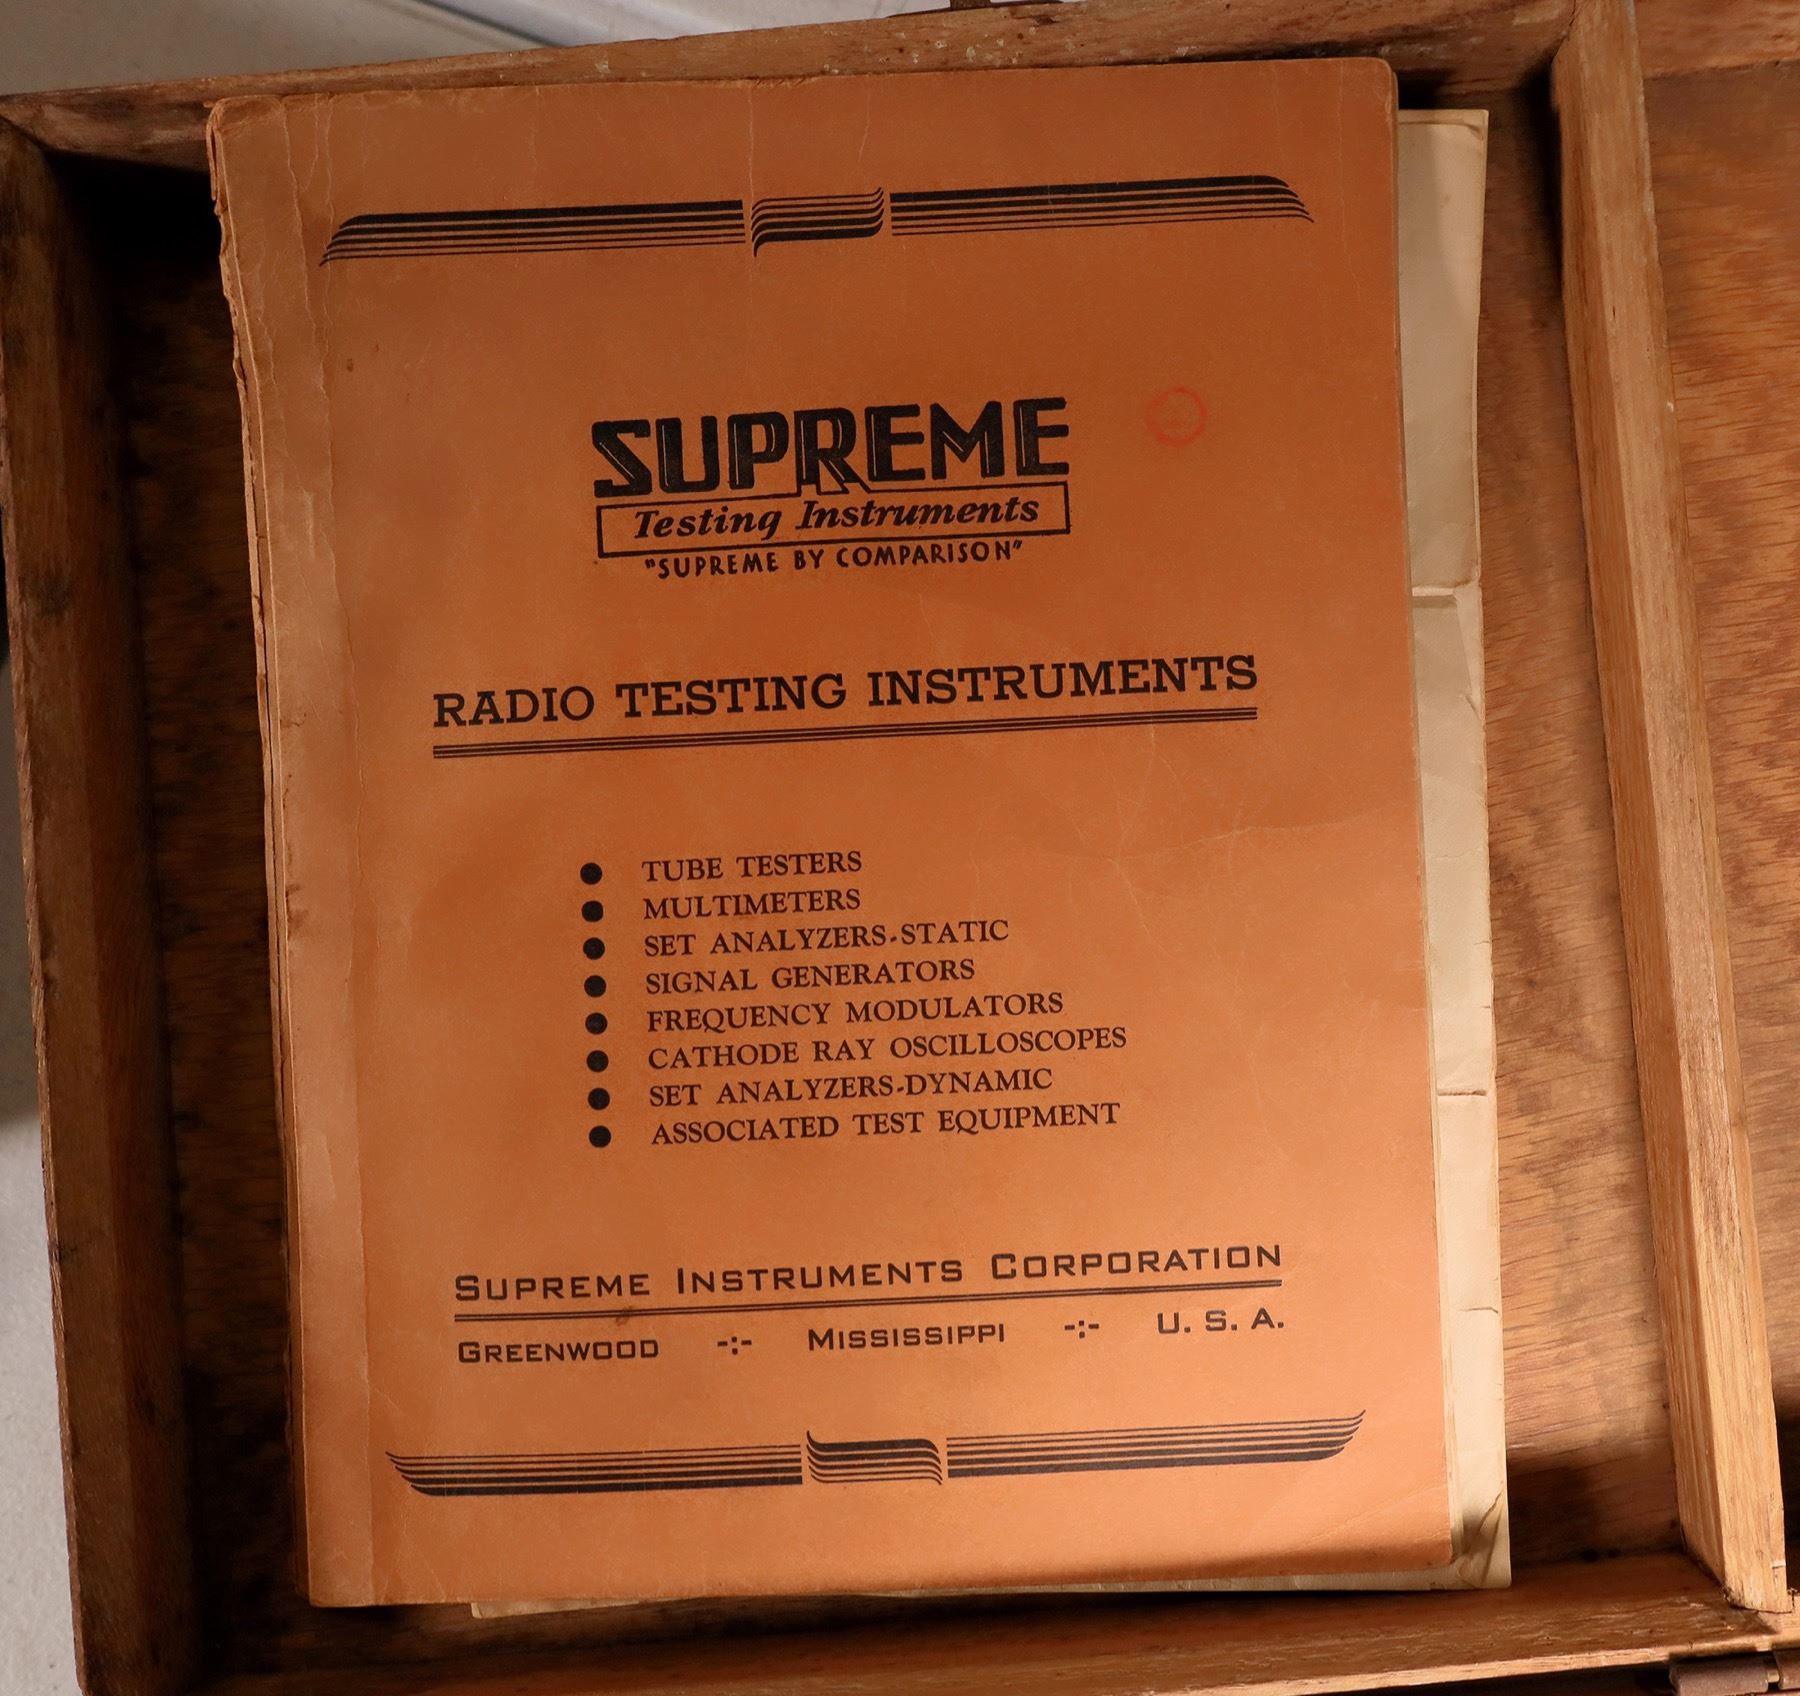 SUPREME
Testing Instruments
"SUPREME BY COMPARISON"
RADIO TESTING INSTRUMENTS
● TUBE TESTERS
● MULTIMETERS
● SET ANALYZERS-STATIC
● SIGNAL GENERATORS
● FREQUENCY MODULATORS
● CATHODE RAY OSCILLOSCOPES
● SET ANALYZERS-DYNAMIC
● ASSOCIATED TEST EQUIPMENT
SUPREME INSTRUMENTS CORPORATION
GREENWOOD -:- MISSISSIPPI -:- U. S. A.